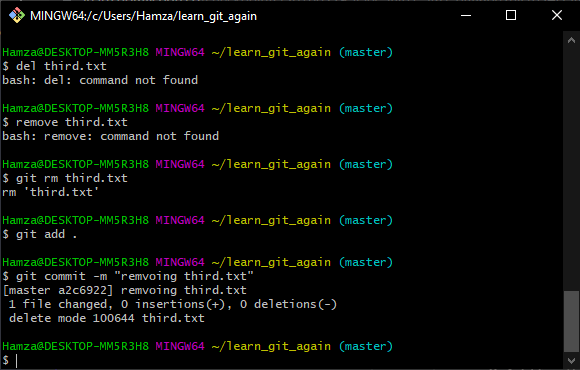 MINGW64:/c/Users/Hamza/learn_git_again
Hamza@DESKTOP-MM5R3H8 MINGW64 ~/learn_git_again (master)
$ del third.txt
bash: del: command not found
Hamza@DESKTOP-MM5R3H8 MINGW64 ~/learn_git_again (master)
$ remove third.txt
bash: remove: command not found
Hamza@DESKTOP-MM5R3H8 MINGW64 ~/learn_git_again (master)
$ git rm third.txt
rm 'third.txt'
Hamza@DESKTOP-MM5R3H8 MINGW64 ~/learn_git_again (master)
$ git add .
Hamza@DESKTOP-MM5R3H8 MINGW64 ~/learn_git_again (master)
$ git commit -m "remvoing third.txt"
[master a2c6922] remvoing third.txt
 1 file changed, 0 insertions(+), 0 deletions(-)
 delete mode 100644 third.txt
Hamza@DESKTOP-MM5R3H8 MINGW64 ~/learn_git_again (master)
$